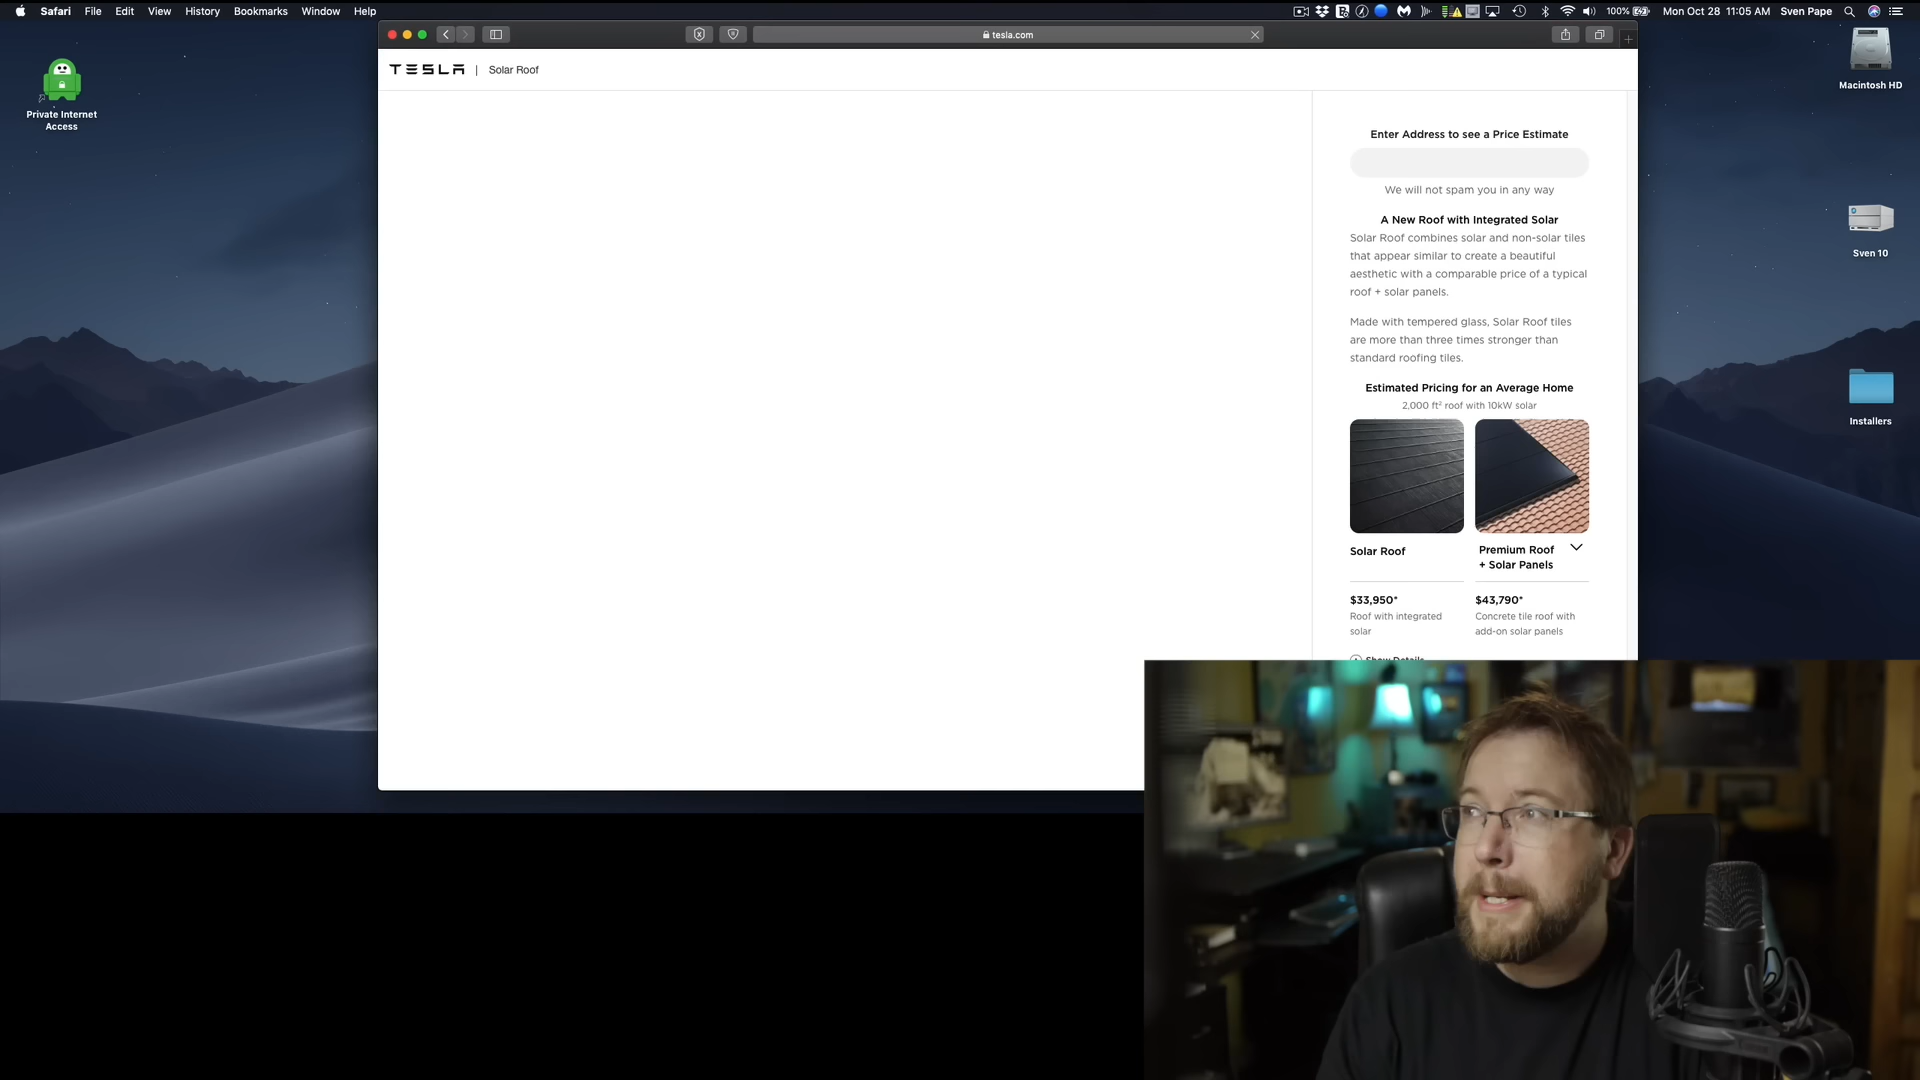 Safari File Edit View History Bookmarks Window Help
100% Mon Oct 28 11:05 AM Sven Pape
tesla.com
TESLA | Solar Roof
Private Internet
Access
Macintosh HD
Sven 10
Installers
Enter Address to see a Price Estimate
We will not spam you in any way
A New Roof with Integrated Solar
Solar Roof combines solar and non-solar tiles
that appear similar to create a beautiful
aesthetic with a comparable price of a typical
roof + solar panels.
Made with tempered glass, Solar Roof tiles
are more than three times stronger than
standard roofing tiles.
Estimated Pricing for an Average Home
2,000 ft² roof with 10kW solar
Solar Roof
Premium Roof
+ Solar Panels
$33,950*
Roof with integrated
solar
$43,790*
Concrete tile roof with
add-on solar panels
Show Details